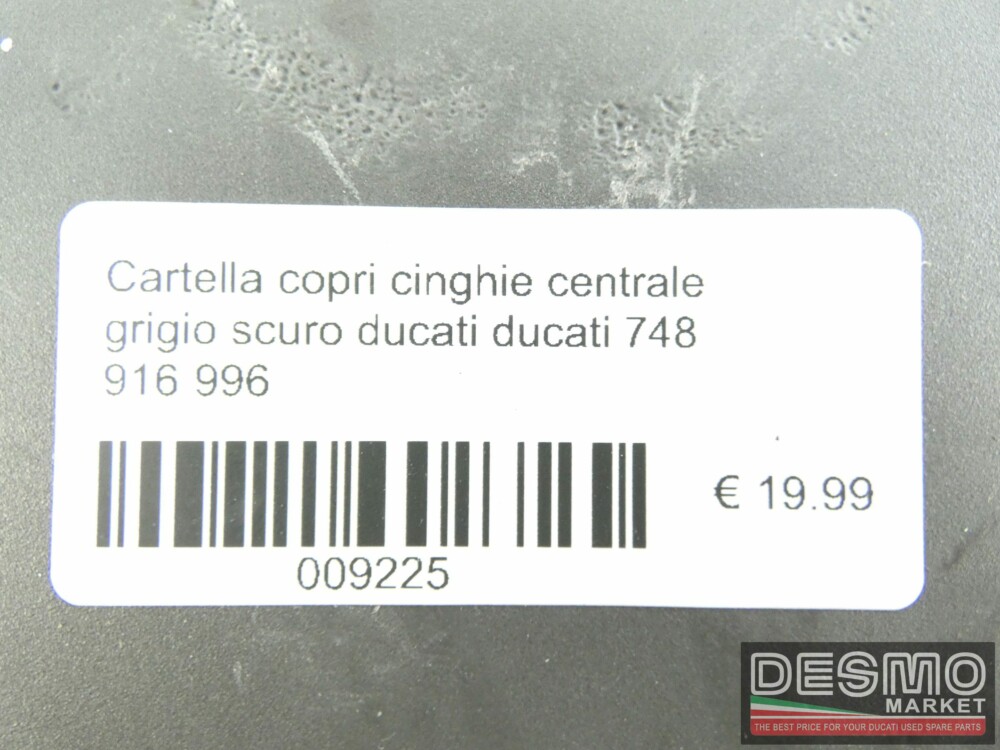 Cartella copri cinghie centrale
grigio scuro ducati ducati 748
916 996
€ 19.99
009225
DESMO
MARKET
THE BEST PRICE FOR YOUR DUCATI USED SPARE PARTS